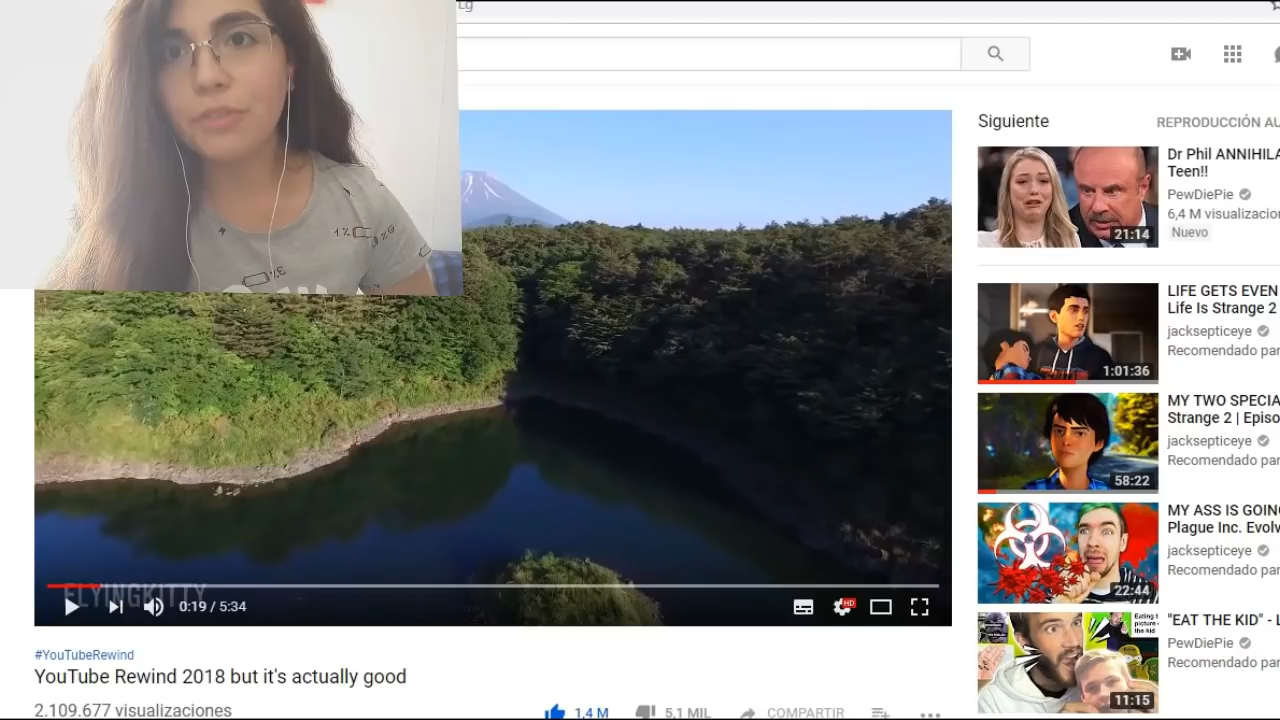 Siguiente
REPRODUCCIÓN AU
Dr Phil ANNIHILA
Teen!!
PewDiePie
6,4 M visualizacio
Nuevo
21:14
LIFE GETS EVEN
Life Is Strange 2
jacksepticeye
Recomendado par
1:01:36
MY TWO SPECIA
Strange 2 | Episo
jacksepticeye
Recomendado par
58:22
MY ASS IS GOIN
Plague Inc. Evolv
jacksepticeye
Recomendado par
22:44
"EAT THE KID" - L
PewDiePie
Recomendado par
11:15
FLYINGKITTY
0:19 / 5:34
HD
#YouTubeRewind
YouTube Rewind 2018 but it's actually good
2.109.677 visualizaciones
1,4 M
5,1 MIL
COMPARTIR